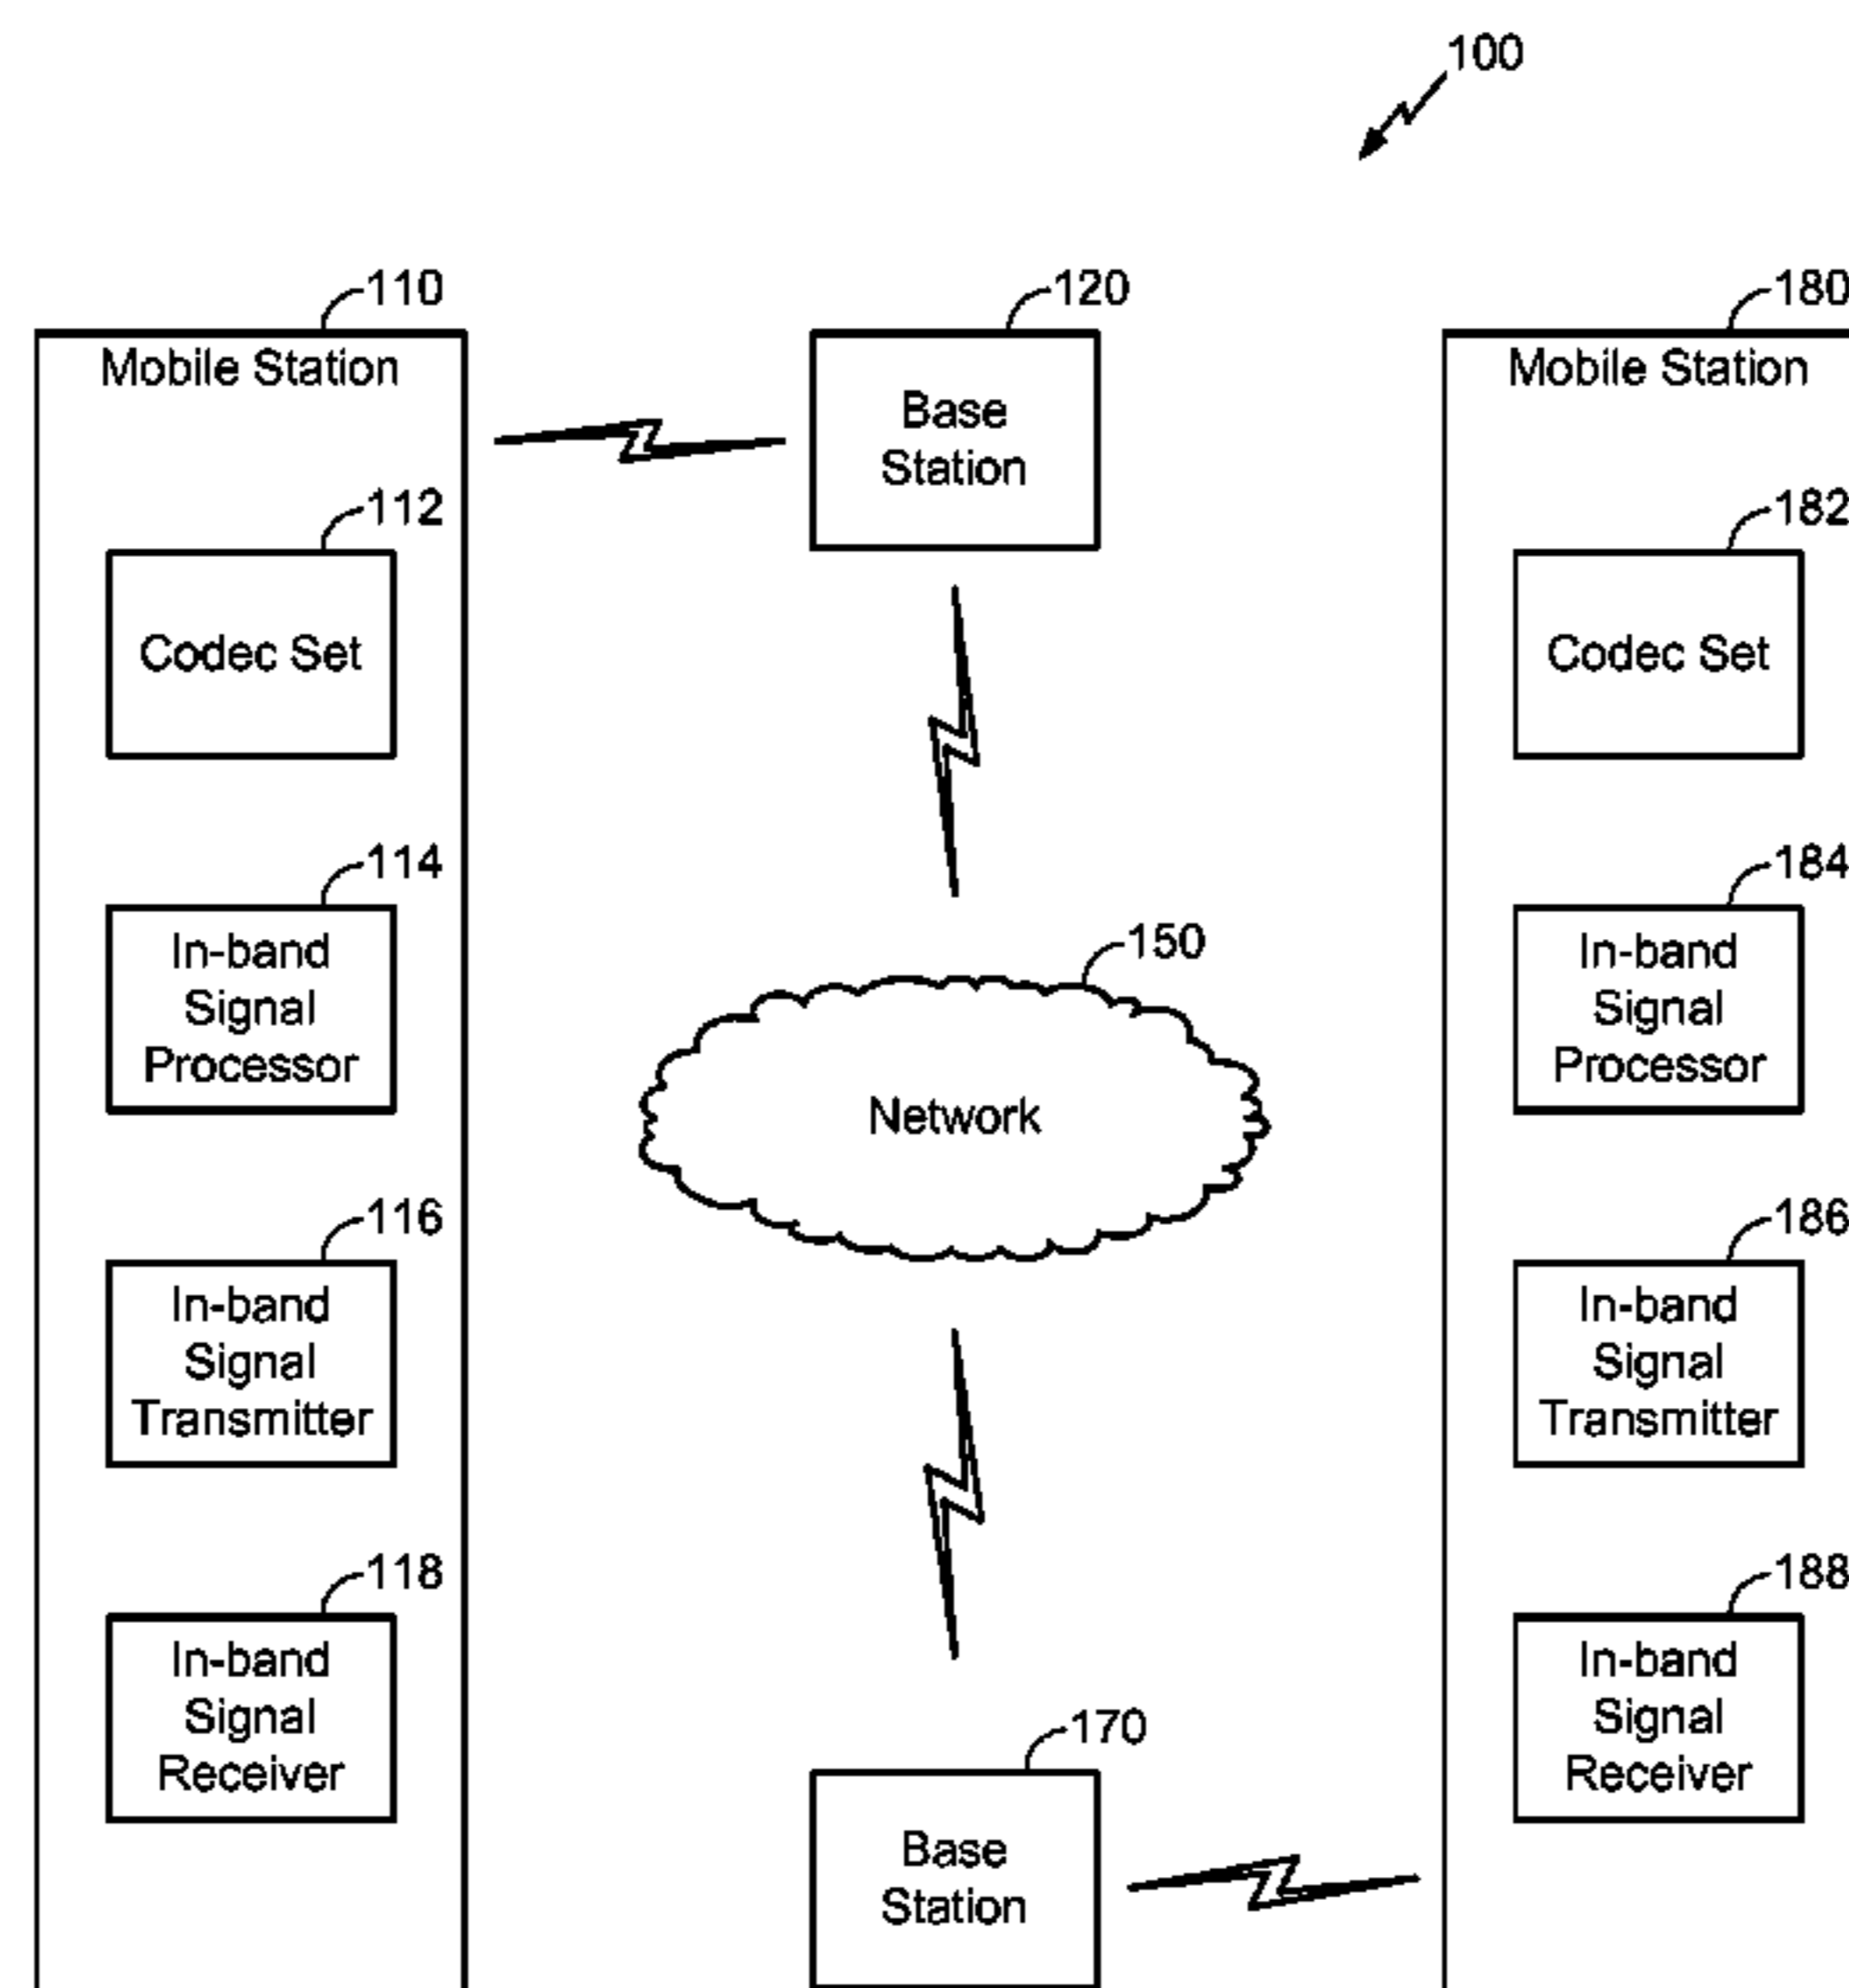 100
110
Mobile Station
112
Codec Set
114
In-band
Signal
Processor
116
In-band
Signal
Transmitter
118
In-band
Signal
Receiver
120
Base
Station
150
Network
170
Base
Station
180
Mobile Station
182
Codec Set
184
In-band
Signal
Processor
186
In-band
Signal
Transmitter
188
In-band
Signal
Receiver